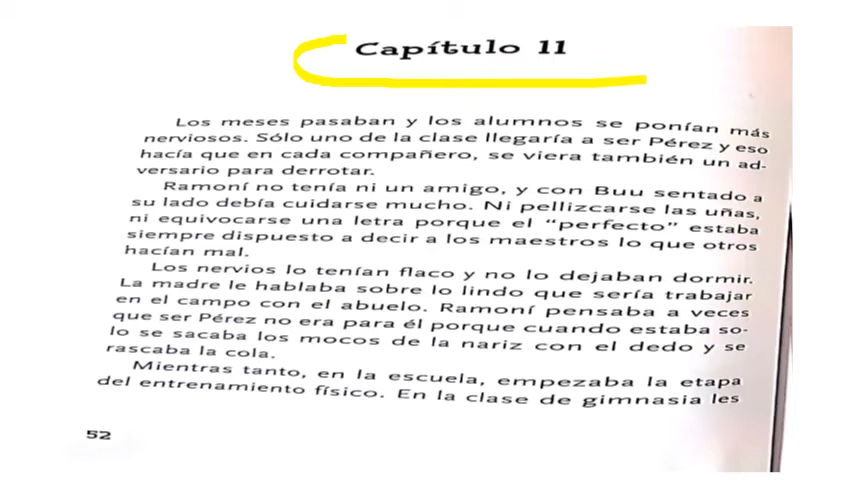 Capítulo 11
Los meses pasaban y los alumnos se ponían más
nerviosos. Sólo uno de la clase llegaría a ser Pérez y eso
hacía que en cada compañero, se viera también un ad-
versario para derrotar.
Ramoní no tenía ni un amigo, y con Buu sentado a
su lado debía cuidarse mucho. Ni pellizcarse las uñas,
ni equivocarse una letra porque el “perfecto” estaba
siempre dispuesto a decir a los maestros lo que otros
hacían mal.
Los nervios lo tenían flaco y no lo dejaban dormir.
La madre le hablaba sobre lo lindo que sería trabajar
en el campo con el abuelo. Ramoní pensaba a veces
que ser Pérez no era para él porque cuando estaba so-
lo se sacaba los mocos de la nariz con el dedo y se
rascaba la cola.
Mientras tanto, en la escuela, empezaba la etapa
del entrenamiento físico. En la clase de gimnasia les
52